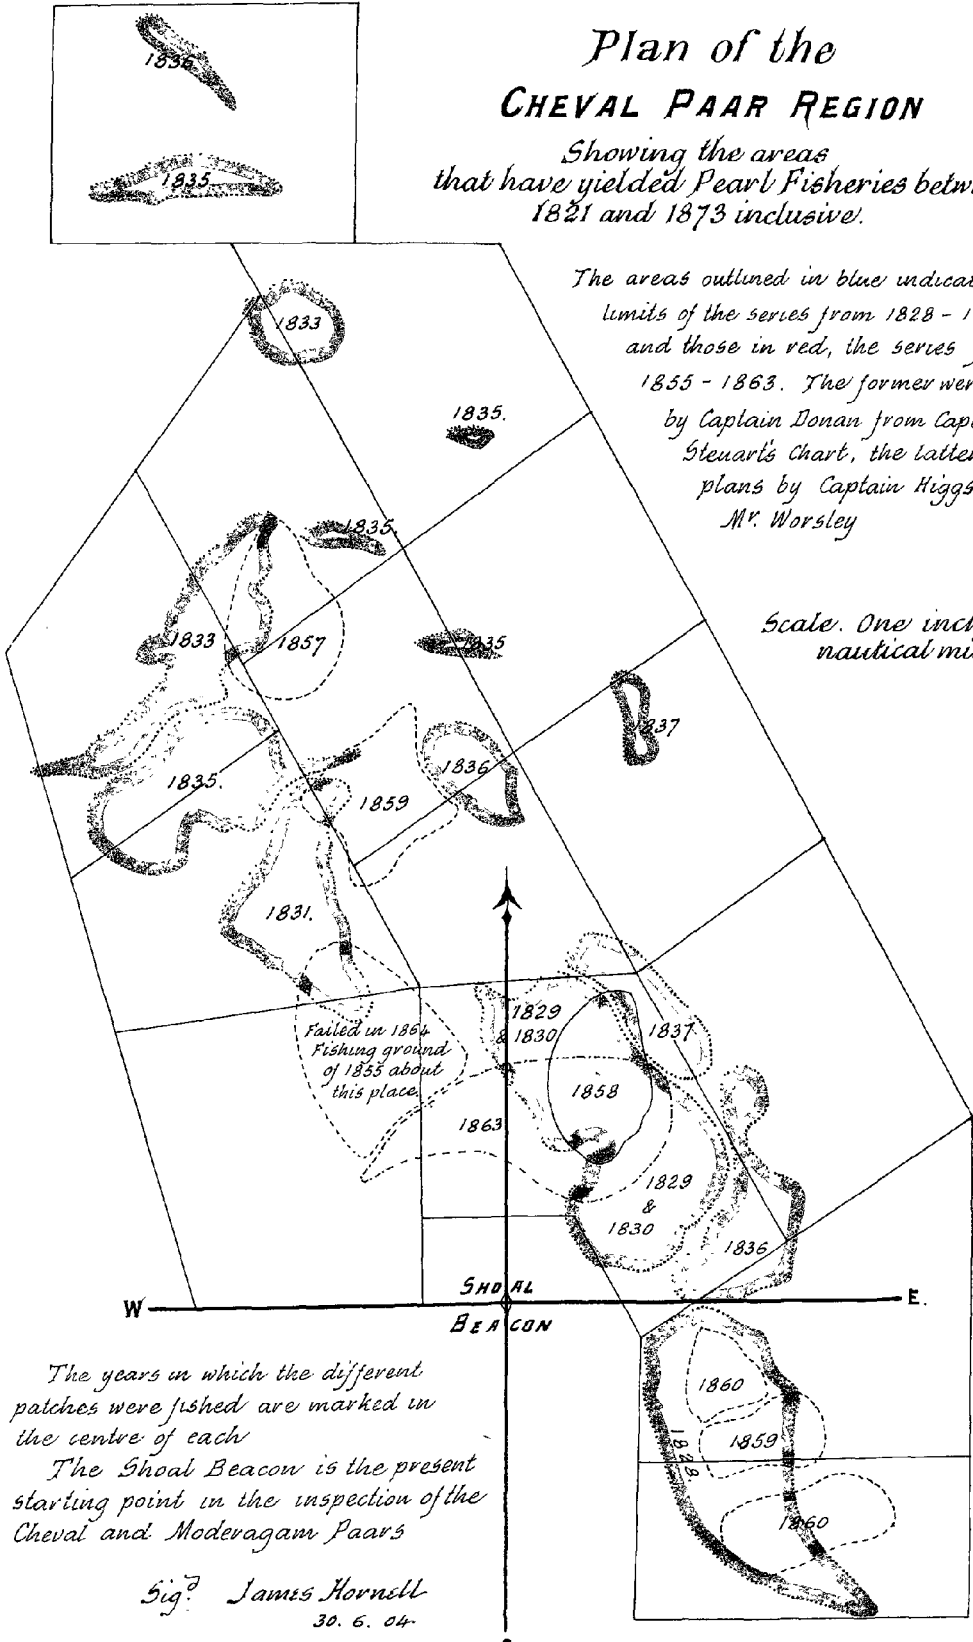 Plan of the
CHEVAL PAAR REGION
Showing the areas
that have yielded Pearl Fisheries betw
1821 and 1873 inclusive.
The areas outlined in blue indica
limits of the series from 1828 - 1
and those in red, the series
1855 - 1863. The former wer
by Captain Donan from Cap
Steuart's Chart, the latter
plans by Captain Higgs
Mr. Worsley
Scale. One inch
nautical mi
1836
1835
1833
1835.
1835.
1833
1857
1835
1837
1836
1835.
1859
1831.
1829
& 1830
1837
Failed in 1864
Fishing ground
of 1855 about
this place.
1858
1863
1829
&
1830
1836
W
SHOAL
E.
BEACON
1860
1859
1828.
1860
The years in which the different
patches were fished are marked in
the centre of each
The Shoal Beacon is the present
starting point in the inspection of the
Cheval and Moderagam Paars
Sigd. James Hornell
30. 6. 04.